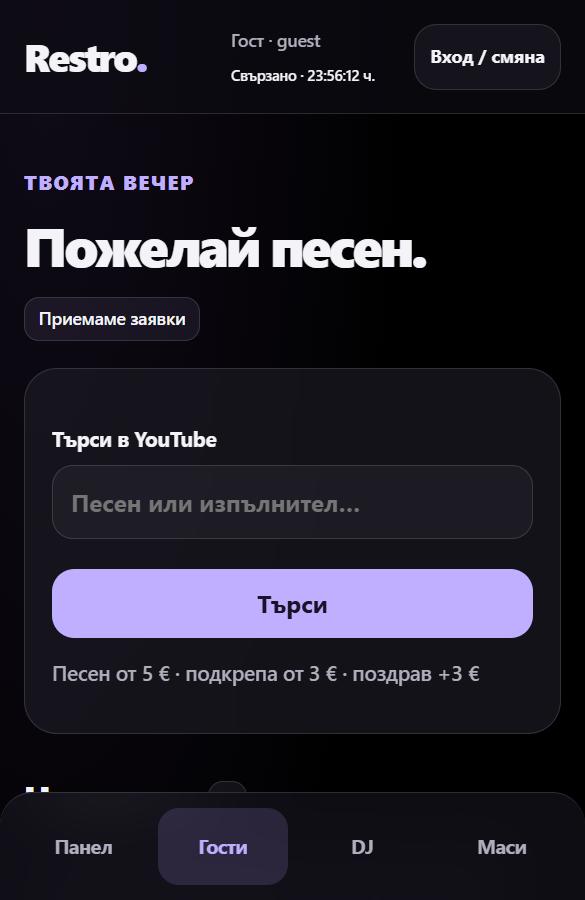 Restro.
Гост · guest
Свързано · 23:56:12 ч.
Вход / смяна
ТВОЯТА ВЕЧЕР
Пожелай песен.
Приемаме заявки
Търси в YouTube
Песен или изпълнител...
Търси
Песен от 5 € · подкрепа от 3 € · поздрав +3 €
Панел
Гости
DJ
Маси